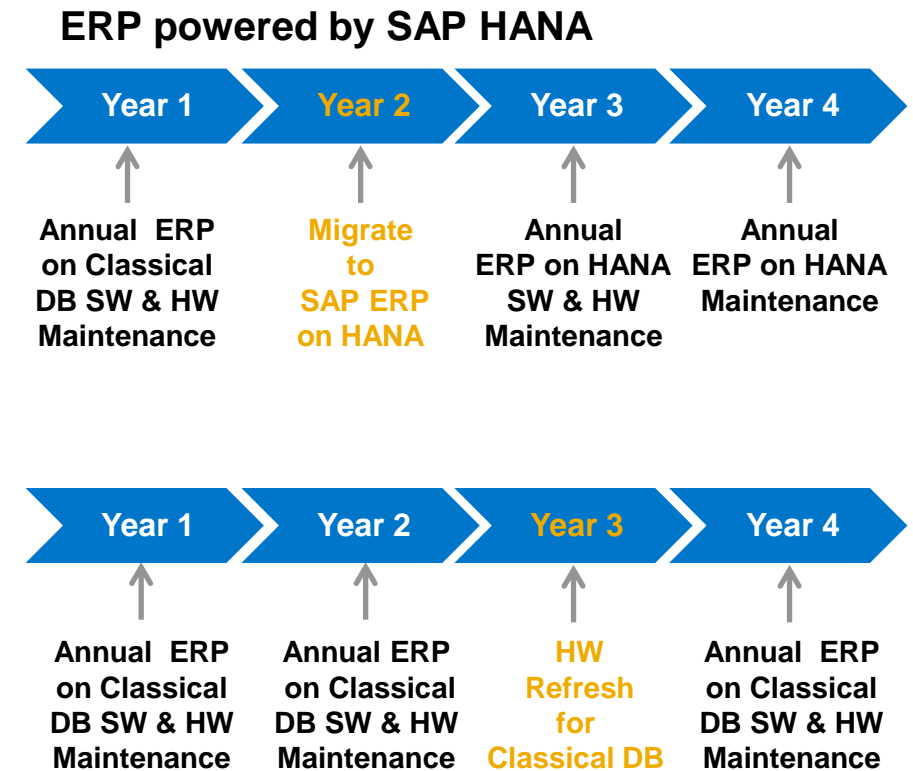 ERP powered by SAP HANA
Year 1
Year 2
Year 3
Year 4
Annual ERP
on Classical
DB SW & HW
Maintenance
Migrate
to
SAP ERP
on HANA
Annual
ERP on HANA
SW & HW
Maintenance
Annual
ERP on HANA
Maintenance
Year 1
Year 2
Year 3
Year 4
Annual ERP
on Classical
DB SW & HW
Maintenance
Annual ERP
on Classical
DB SW & HW
Maintenance
HW
Refresh
for
Classical DB
Annual ERP
on Classical
DB SW & HW
Maintenance